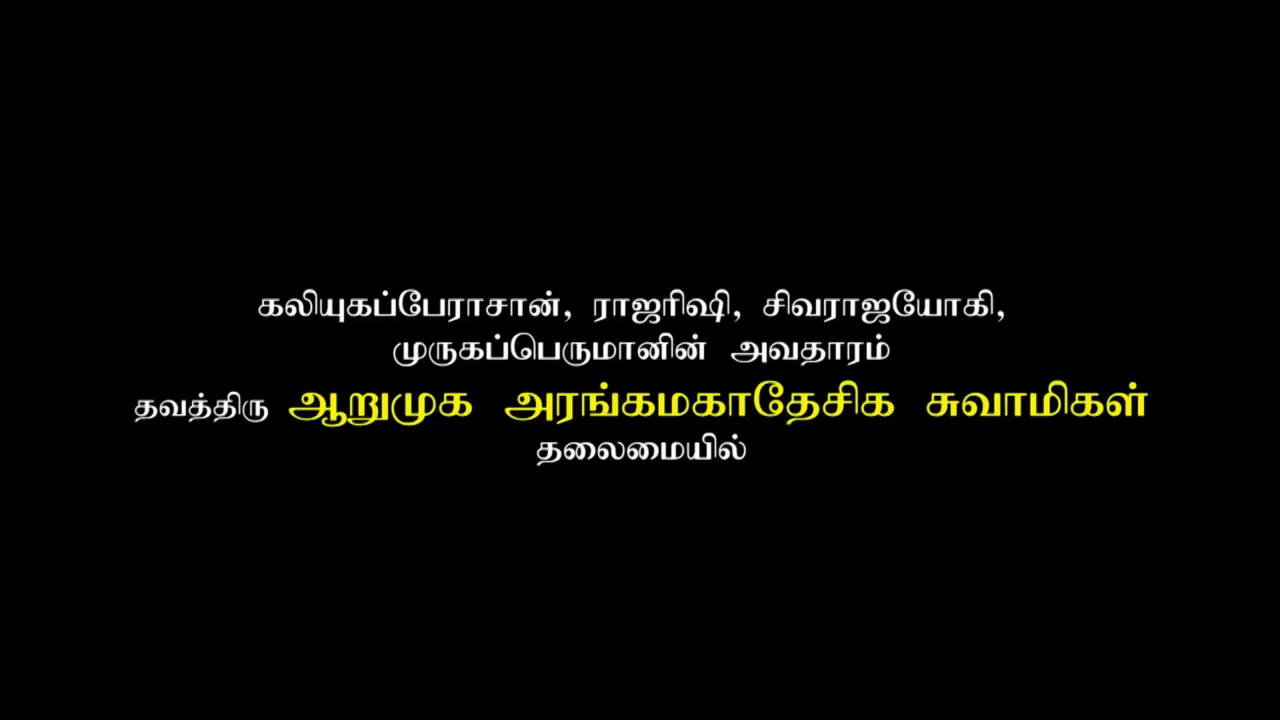 கலியுகப்பேராசான், ராஜரிஷி, சிவராஜயோகி,
முருகப்பெருமானின் அவதாரம்
தவத்திரு ஆறுமுக அரங்கமகாதேசிக சுவாமிகள்
தலைமையில்